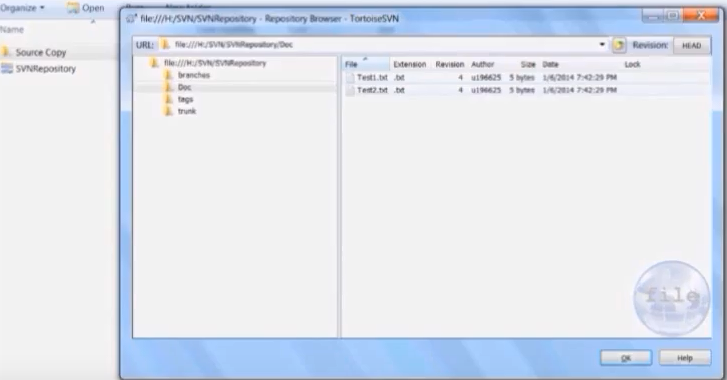 Organize
Open
Name
Source Copy
SVNRepository
file:///H:/SVN/SVNRepository - Repository Browser - TortoiseSVN
URL: file:///H:/SVN/SVNRepository/Doc
Revision: HEAD
file:///H:/SVN/SVNRepository
branches
Doc
tags
trunk
File Extension Revision Author Size Date Lock
Test1.txt .txt 4 u196625 5 bytes 1/6/2014 7:42:29 PM
Test2.txt .txt 4 u196625 5 bytes 1/6/2014 7:42:29 PM
file
OK
Help